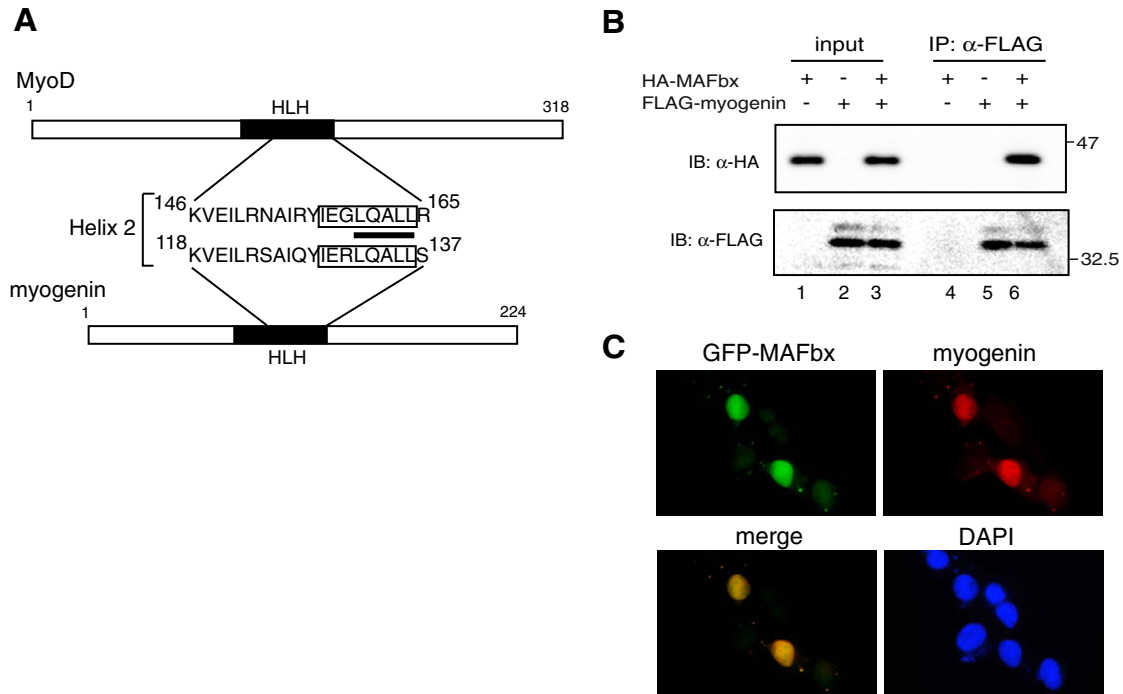 A
MyoD
1 HLH 318
146 KVEILRNAIRYIEGLQALLR 165
Helix 2
118 KVEILRSAIQYIERLQALLS 137
myogenin
1 224
HLH
B
input IP: α-FLAG
HA-MAFbx + - + + - +
FLAG-myogenin - + + - + +
IB: α-HA 47
IB: α-FLAG 32.5
1 2 3 4 5 6
C
GFP-MAFbx myogenin
merge DAPI